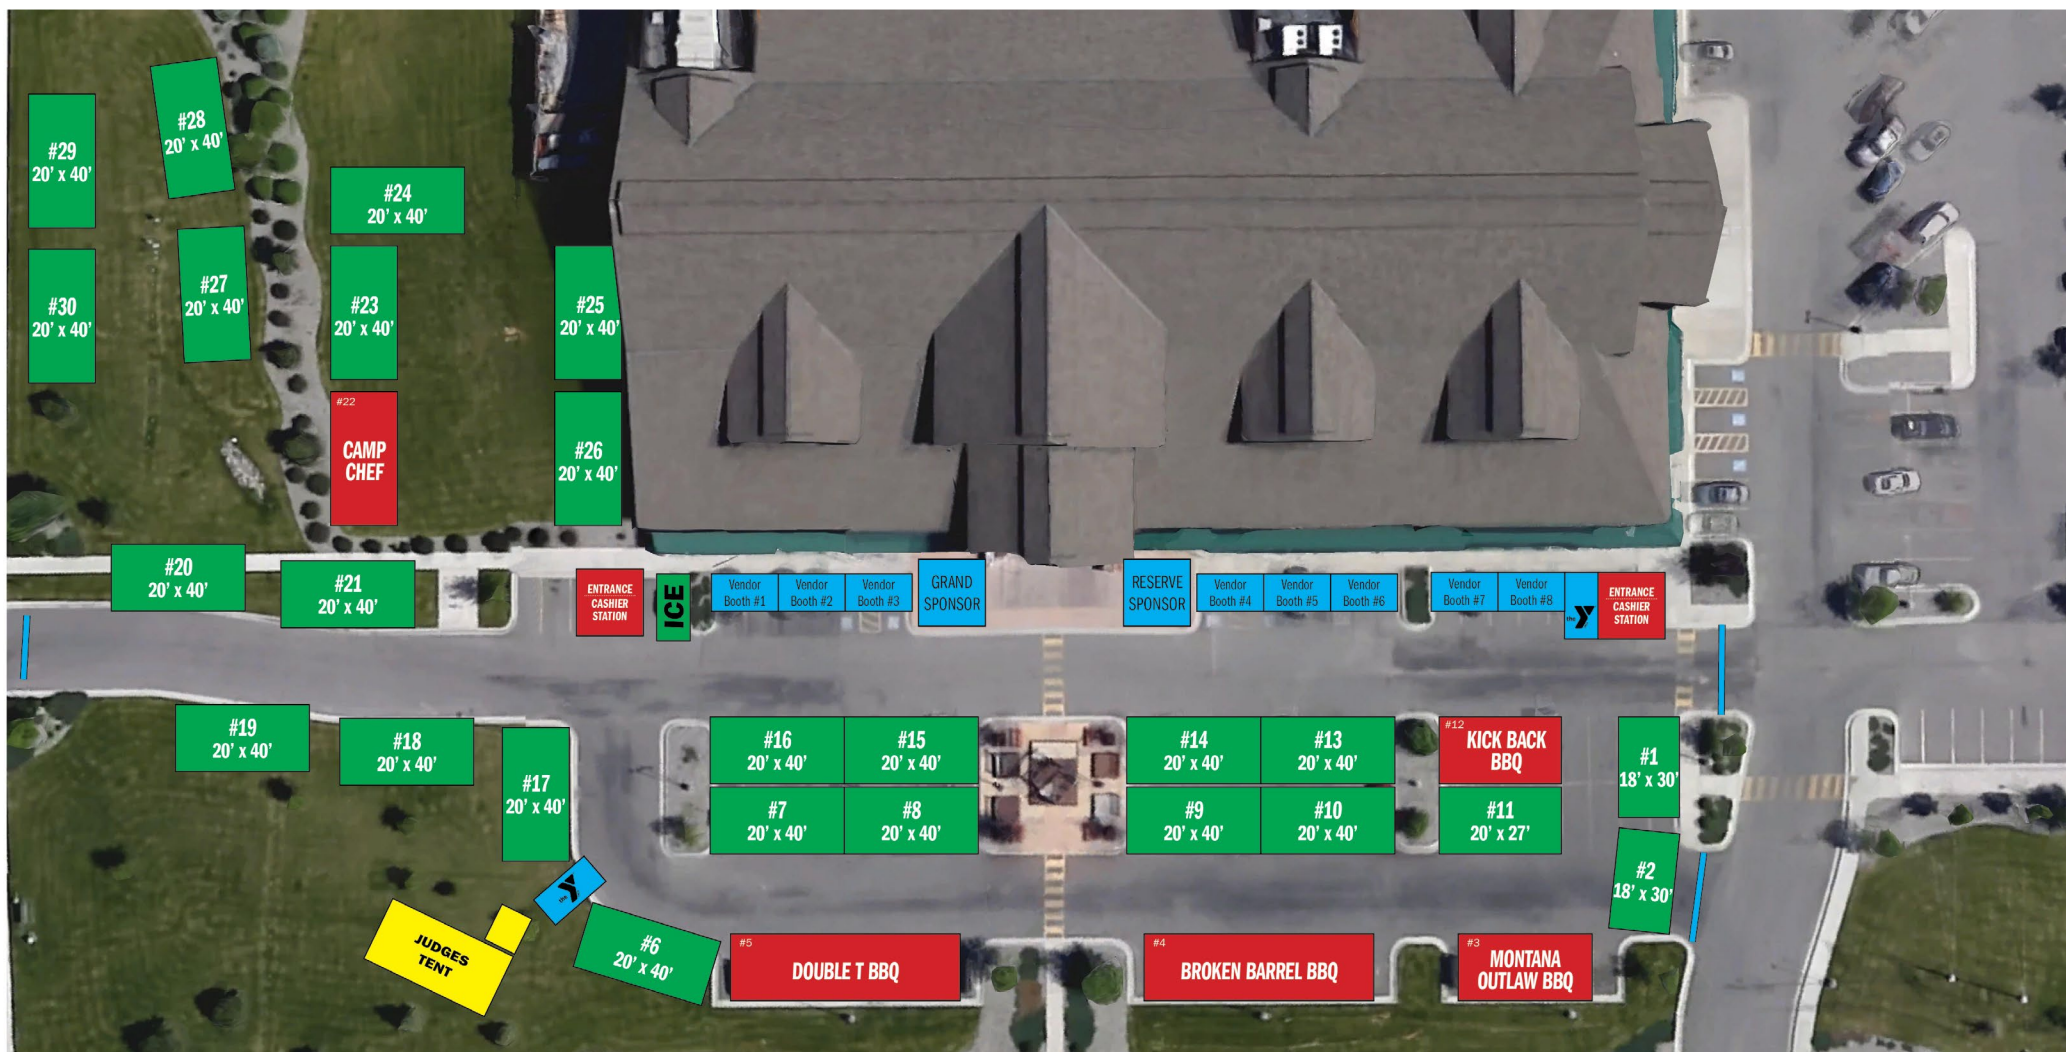 #29
20' x 40'
#28
20' x 40'
#24
20' x 40'
#30
20' x 40'
#27
20' x 40'
#23
20' x 40'
#25
20' x 40'
#22
CAMP
CHEF
#26
20' x 40'
#20
20' x 40'
#21
20' x 40'
ENTRANCE
CASHIER
STATION
ICE
Vendor
Booth #1
Vendor
Booth #2
Vendor
Booth #3
GRAND
SPONSOR
RESERVE
SPONSOR
Vendor
Booth #4
Vendor
Booth #5
Vendor
Booth #6
Vendor
Booth #7
Vendor
Booth #8
the Y
ENTRANCE
CASHIER
STATION
#19
20' x 40'
#18
20' x 40'
#17
20' x 40'
#16
20' x 40'
#15
20' x 40'
#14
20' x 40'
#13
20' x 40'
#12
KICK BACK
BBQ
#1
18' x 30'
#7
20' x 40'
#8
20' x 40'
#9
20' x 40'
#10
20' x 40'
#11
20' x 27'
#2
18' x 30'
the Y
JUDGES
TENT
#6
20' x 40'
#5
DOUBLE T BBQ
#4
BROKEN BARREL BBQ
#3
MONTANA
OUTLAW BBQ